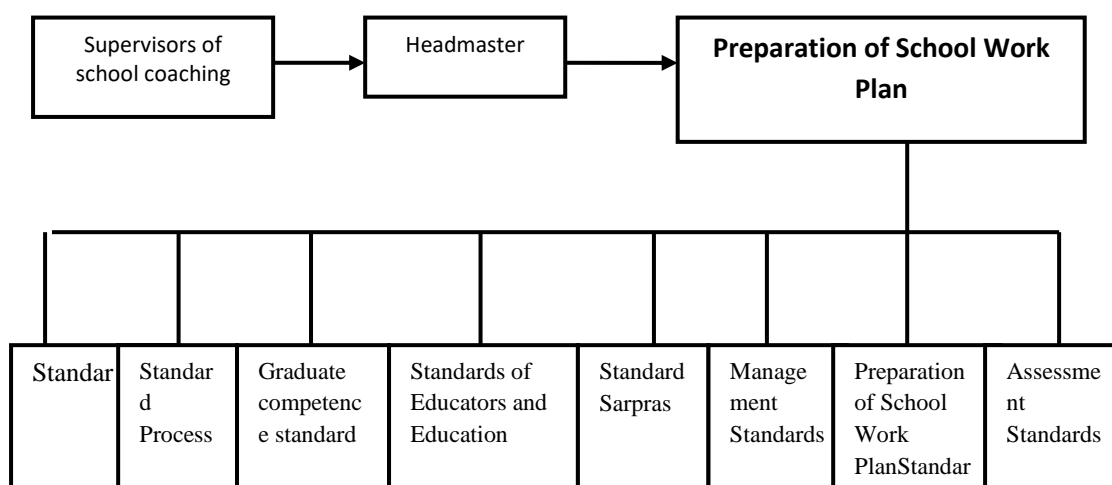 Supervisors of
school coaching
Headmaster
Preparation of School Work
Plan
Standar
Standar
d
Process
Graduate
competenc
e standard
Standards of
Educators and
Education
Standard
Sarpras
Manage
ment
Standards
Preparation
of School
Work
PlanStandar
Assessme
nt
Standards